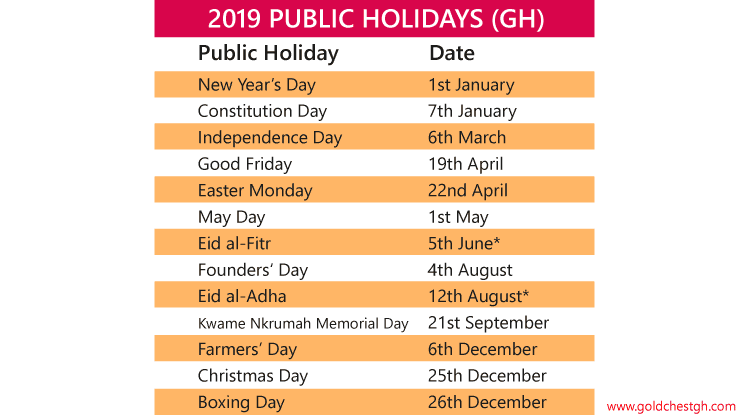 2019 PUBLIC HOLIDAYS (GH)
Public Holiday Date
New Year’s Day 1st January
Constitution Day 7th January
Independence Day 6th March
Good Friday 19th April
Easter Monday 22nd April
May Day 1st May
Eid al-Fitr 5th June*
Founders’ Day 4th August
Eid al-Adha 12th August*
Kwame Nkrumah Memorial Day 21st September
Farmers’ Day 6th December
Christmas Day 25th December
Boxing Day 26th December
www.goldchestgh.com